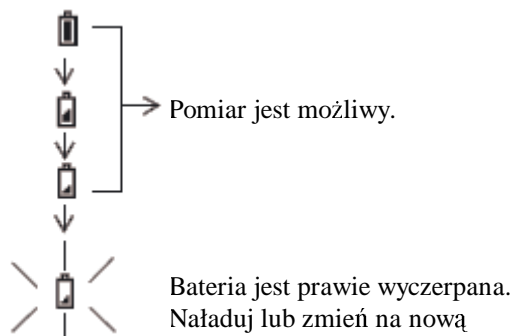 Pomiar jest możliwy.
Bateria jest prawie wyczerpana.
Naładuj lub zmień na nową